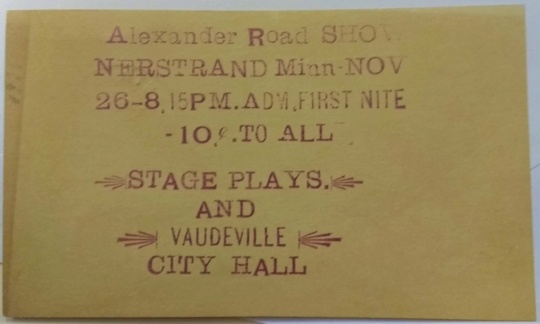 Alexander Road SHOW
NERSTRAND Minn-NOV
26-8,15PM.ADM,FIRST NITE
-10¢.TO ALL
STAGE PLAYS.
AND
VAUDEVILLE
CITY HALL